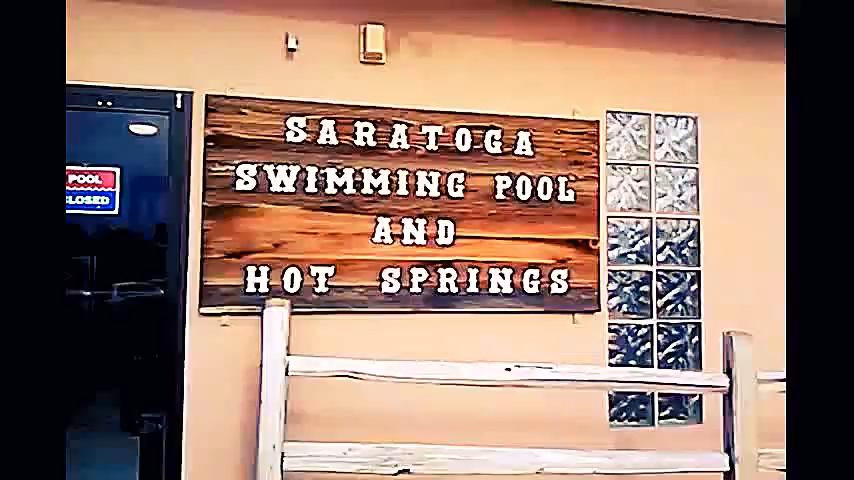 SARATOGA
SWIMMING POOL
AND
HOT SPRINGS
POOL
CLOSED